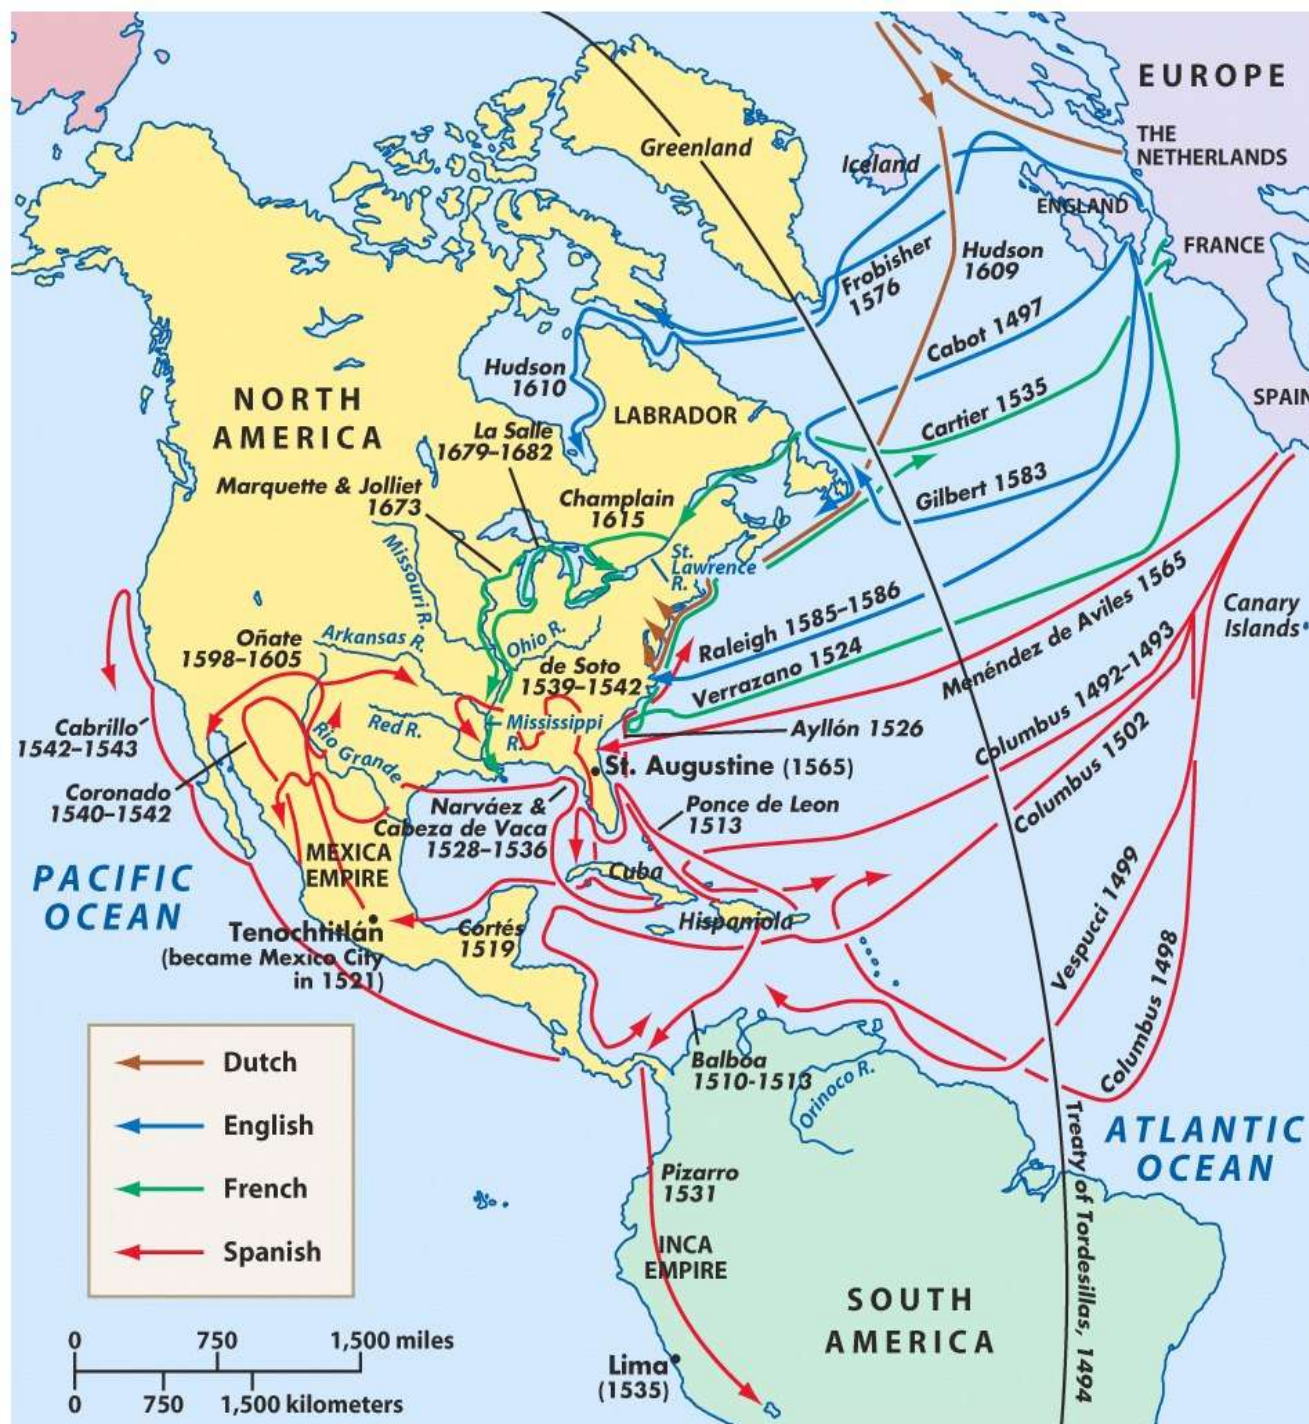 EUROPE
THE
NETHERLANDS
Greenland
Iceland
ENGLAND
FRANCE
Hudson
1609
Frobisher
1576
Cabot 1497
Hudson
1610
NORTH
AMERICA
LABRADOR
Cartier 1535
SPAIN
La Salle
1679–1682
Marquette & Jolliet
1673
Champlain
1615
Gilbert 1583
St.
Lawrence
R.
Missouri R.
Raleigh 1585–1586
Menéndez de Aviles 1565
Canary
Islands
Oñate
1598–1605
Arkansas R.
Ohio R.
de Soto
1539–1542
Verrazano 1524
Columbus 1492–1493
Cabrillo
1542–1543
Red R.
Mississippi
R.
Ayllón 1526
Rio Grande
St. Augustine (1565)
Columbus 1502
Coronado
1540–1542
Narváez &
Cabeza de Vaca
1528–1536
Ponce de Leon
1513
MEXICA
EMPIRE
Cuba
PACIFIC
OCEAN
Hispaniola
Vespucci 1499
Tenochtitlán
(became Mexico City
in 1521)
Cortés
1519
Columbus 1498
Balboa
1510-1513
Orinoco R.
Dutch
English
French
Spanish
ATLANTIC
OCEAN
Treaty of Tordesillas, 1494
Pizarro
1531
INCA
EMPIRE
SOUTH
AMERICA
Lima
(1535)
0 750 1,500 miles
0 750 1,500 kilometers